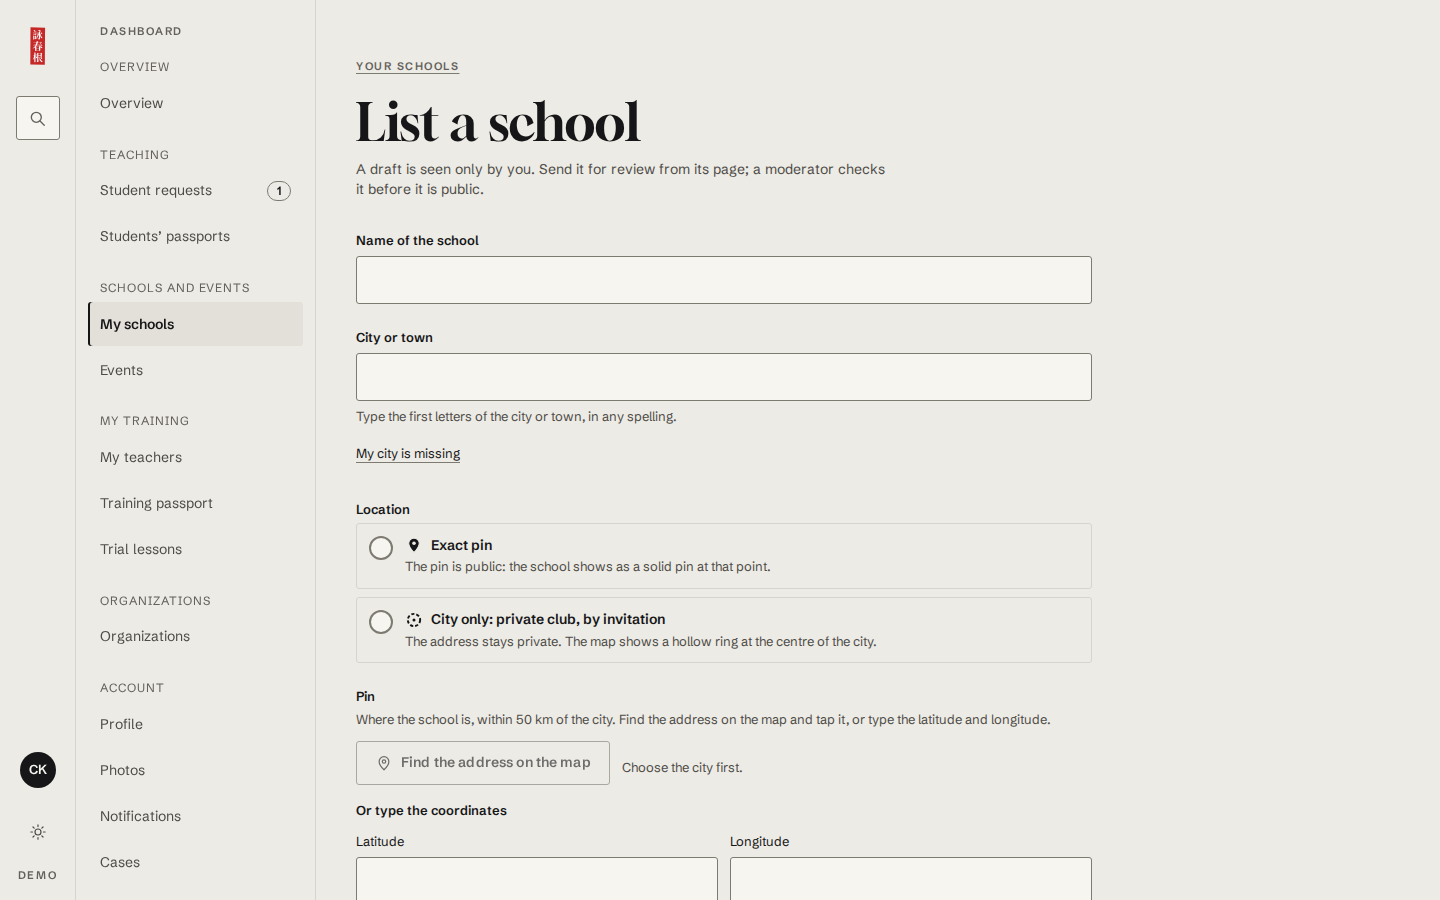 詠春根
DASHBOARD
OVERVIEW
Overview
TEACHING
Student requests 1
Students’ passports
SCHOOLS AND EVENTS
My schools
Events
MY TRAINING
My teachers
Training passport
Trial lessons
ORGANIZATIONS
Organizations
ACCOUNT
Profile
Photos
Notifications
Cases
CK
DEMO
YOUR SCHOOLS
List a school
A draft is seen only by you. Send it for review from its page; a moderator checks
it before it is public.
Name of the school
City or town
Type the first letters of the city or town, in any spelling.
My city is missing
Location
Exact pin
The pin is public: the school shows as a solid pin at that point.
City only: private club, by invitation
The address stays private. The map shows a hollow ring at the centre of the city.
Pin
Where the school is, within 50 km of the city. Find the address on the map and tap it, or type the latitude and longitude.
Find the address on the map Choose the city first.
Or type the coordinates
Latitude Longitude